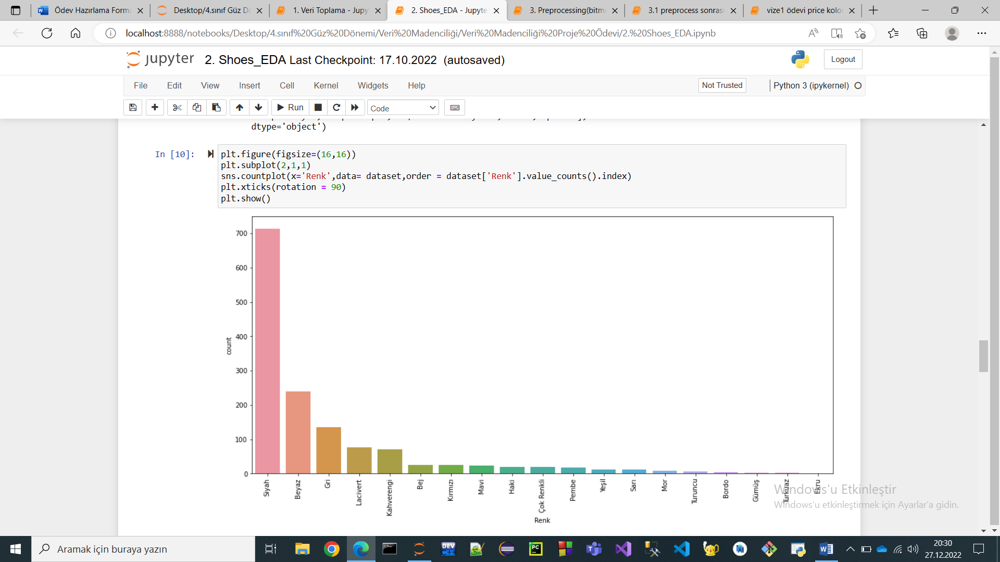 Ödev Hazırlama Forma
Desktop/4.sınıf Güz Dö
1. Veri Toplama - Jupy
2. Shoes_EDA - Jupyte
3. Preprocessing(bitm
3.1 preprocess sonrası
vize1 ödevi price kolo
localhost:8888/notebooks/Desktop/4.sınıf%20Güz%20Dönemi/Veri%20Madenciliği/Veri%20Madenciliği%20Proje%20Ödevi/2.%20Shoes_EDA.ipynb
jupyter 2. Shoes_EDA Last Checkpoint: 17.10.2022 (autosaved)
Logout
File Edit View Insert Cell Kernel Widgets Help
Not Trusted
Python 3 (ipykernel)
Run
Code
dtype='object')
In [10]:
plt.figure(figsize=(16,16))
plt.subplot(2,1,1)
sns.countplot(x='Renk',data= dataset,order = dataset['Renk'].value_counts().index)
plt.xticks(rotation = 90)
plt.show()
700
600
500
400
300
200
100
0
count
Siyah
Beyaz
Gri
Lacivert
Kahverengi
Bej
Kırmızı
Mavi
Haki
Çok Renkli
Pembe
Yeşil
Sarı
Mor
Turuncu
Bordo
Gümüş
Turkuaz
Ekru
Renk
Windows'u Etkinleştir
Windows'u etkinleştirmek için Ayarlar'a gidin.
Aramak için buraya yazın
DEV
PC
20:30
27.12.2022